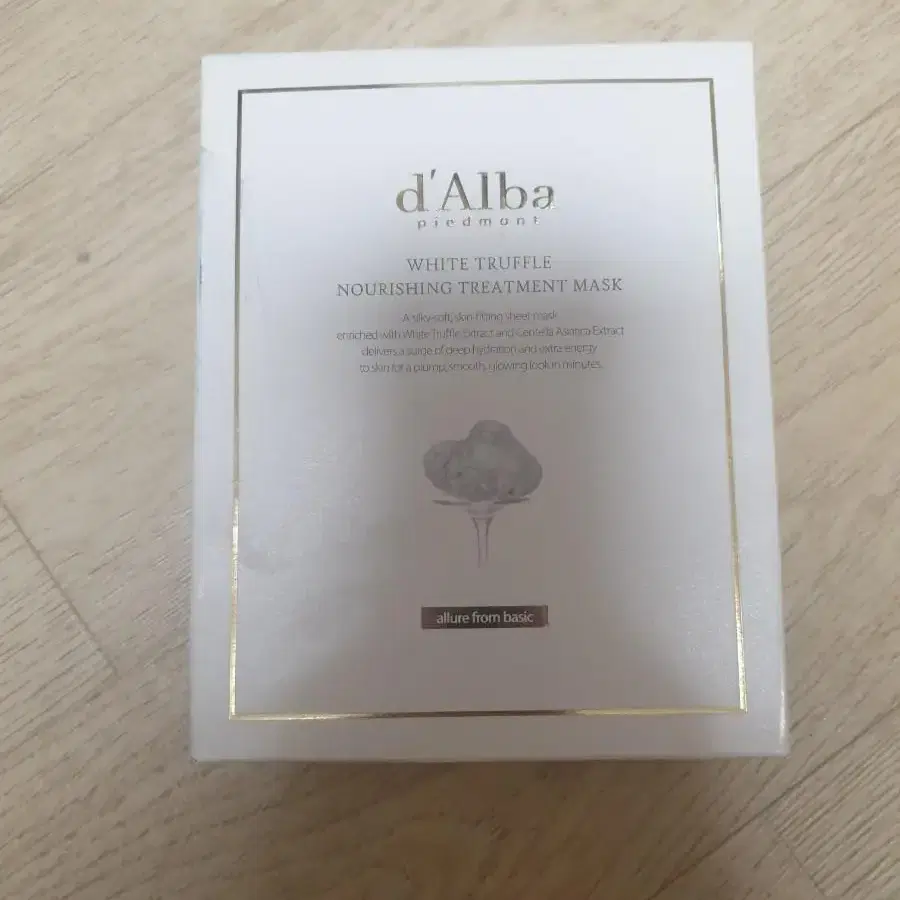 d'Alba
piedmont
WHITE TRUFFLE
NOURISHING TREATMENT MASK
A silky-soft, skin-fitting sheet mask
enriched with White Truffle Extract and Centella Asiatica Extract
delivers a surge of deep hydration and extra energy
to skin for a plump, smooth, glowing look in minutes.
allure from basic